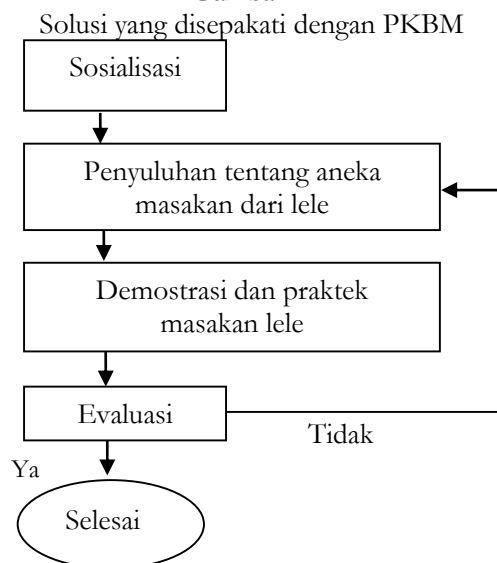 Solusi yang disepakati dengan PKBM
Sosialisasi
Penyuluhan tentang aneka
masakan dari lele
Demostrasi dan praktek
masakan lele
Evaluasi
Tidak
Ya
Selesai